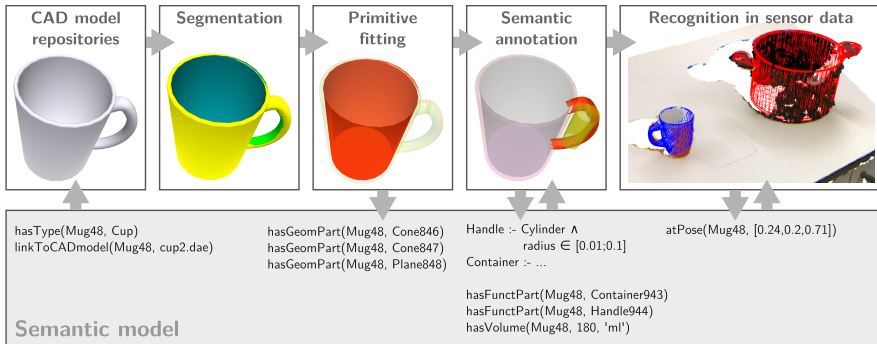 CAD model
repositories
Segmentation
Primitive
fitting
Semantic
annotation
Recognition in sensor data
hasType(Mug48, Cup)
linkToCADmodel(Mug48, cup2.dae)
hasGeomPart(Mug48, Cone846)
hasGeomPart(Mug48, Cone847)
hasGeomPart(Mug48, Plane848)
Handle :- Cylinder ∧
radius ∈ [0.01;0.1]
Container :- ...
hasFunctPart(Mug48, Container943)
hasFunctPart(Mug48, Handle944)
hasVolume(Mug48, 180, 'ml')
atPose(Mug48, [0.24,0.2,0.71])
Semantic model